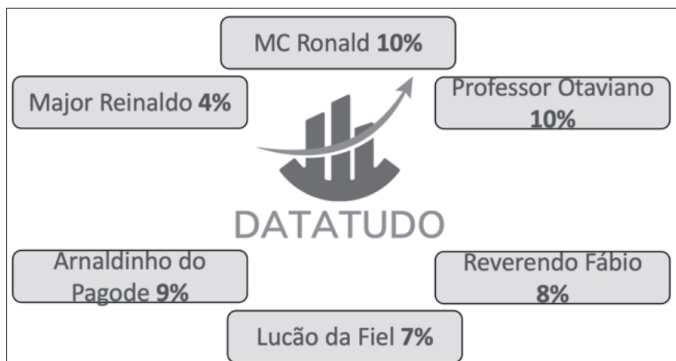 MC Ronald 10%
Major Reinaldo 4%
Professor Otaviano
10%
DATATUDO
Arnaldinho do
Pagode 9%
Reverendo Fábio
8%
Lucão da Fiel 7%